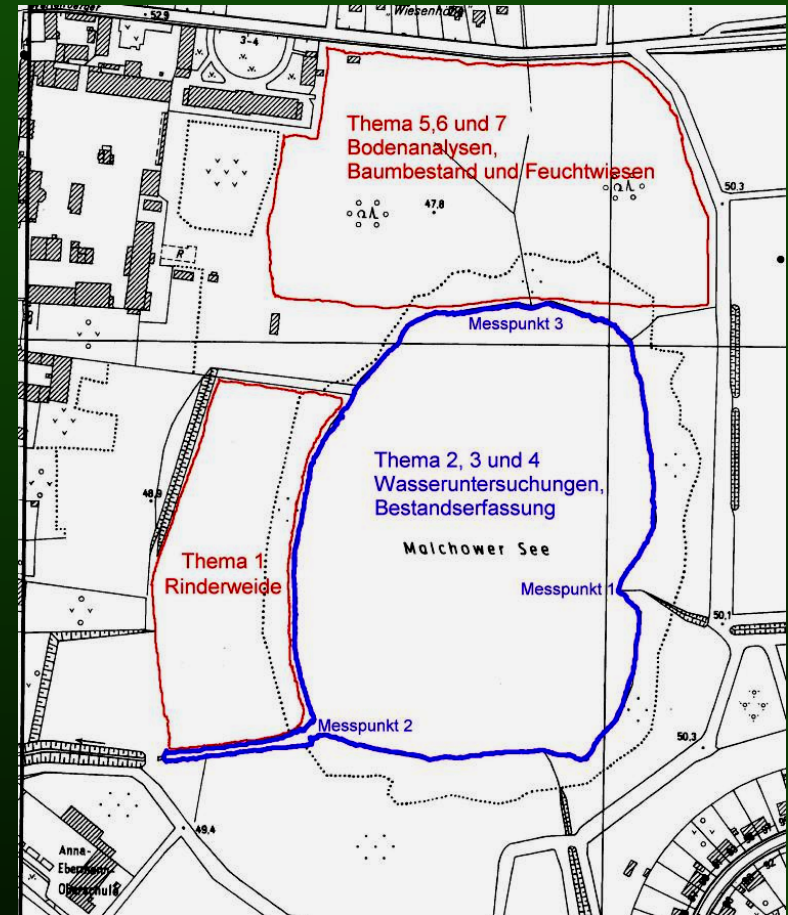 52,9
"Wiesenh
3-4
Thema 5,6 und 7
Bodenanalysen,
Baumbestand und Feuchtwiesen
47,8
50,3
R
Messpunkt 3
Thema 2, 3 und 4
Wasseruntersuchungen,
Bestandserfassung
Malchower See
48,9
Thema 1
Rinderweide
Messpunkt 1
50,1
Messpunkt 2
50,3
49,4
Anna-
Ebermann-
Oberschule